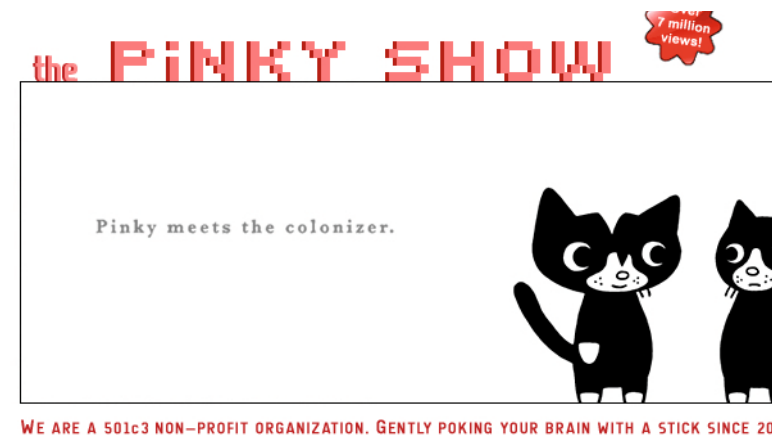 the PiNKY SHOW
over
7 million
views!
Pinky meets the colonizer.
WE ARE A 501c3 NON–PROFIT ORGANIZATION. GENTLY POKING YOUR BRAIN WITH A STICK SINCE